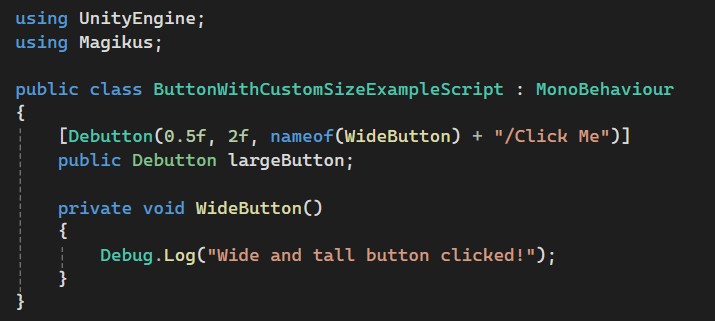 using UnityEngine;
using Magikus;
public class ButtonWithCustomSizeExampleScript : MonoBehaviour
{
[Debutton(0.5f, 2f, nameof(WideButton) + "/Click Me")]
public Debutton largeButton;
private void WideButton()
{
Debug.Log("Wide and tall button clicked!");
}
}